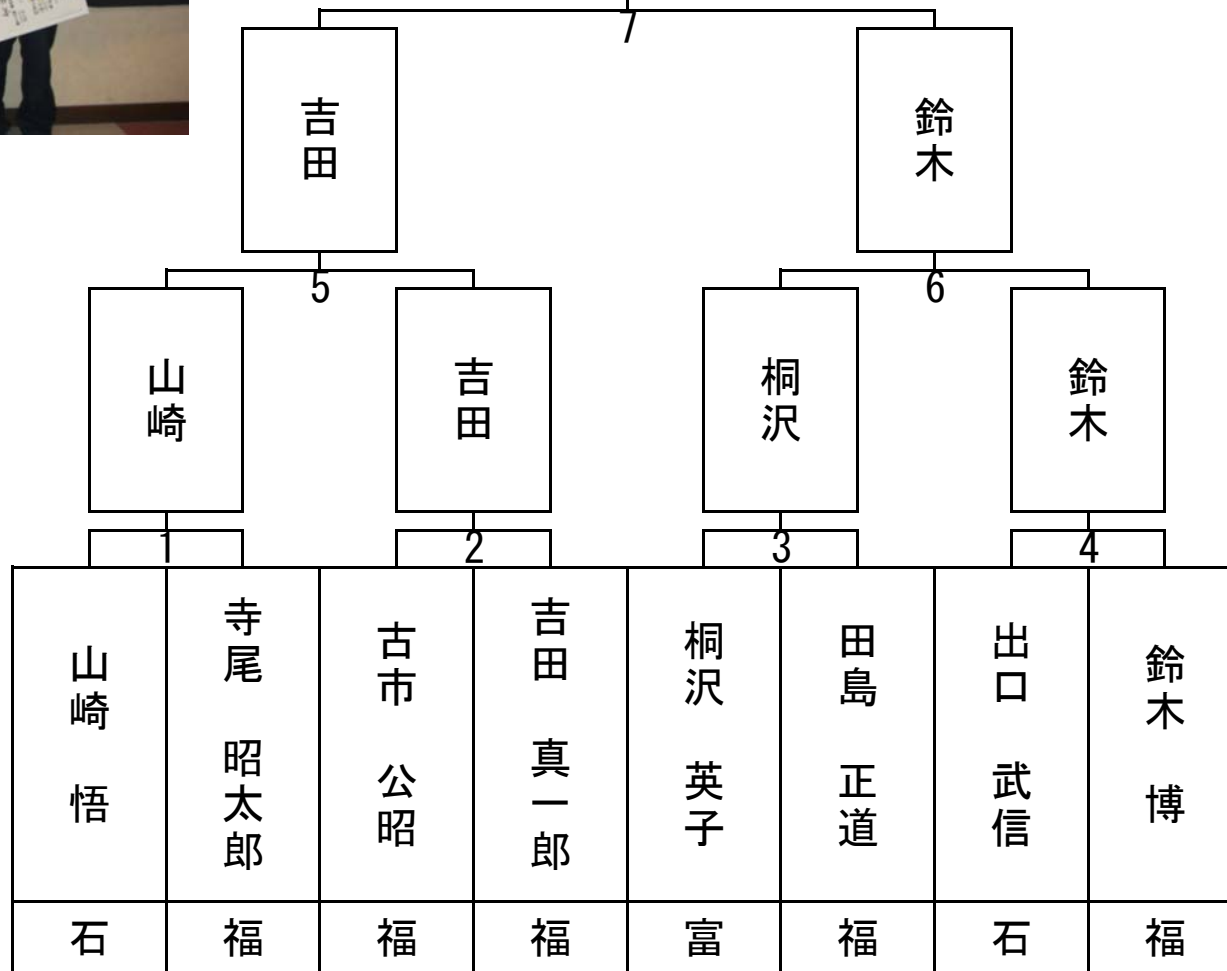 7
吉田
鈴木
5
6
山崎
吉田
桐沢
鈴木
1
2
3
4
山崎 悟
寺尾 昭太郎
古市 公昭
吉田 真一郎
桐沢 英子
田島 正道
出口 武信
鈴木 博
石
福
福
福
富
福
石
福